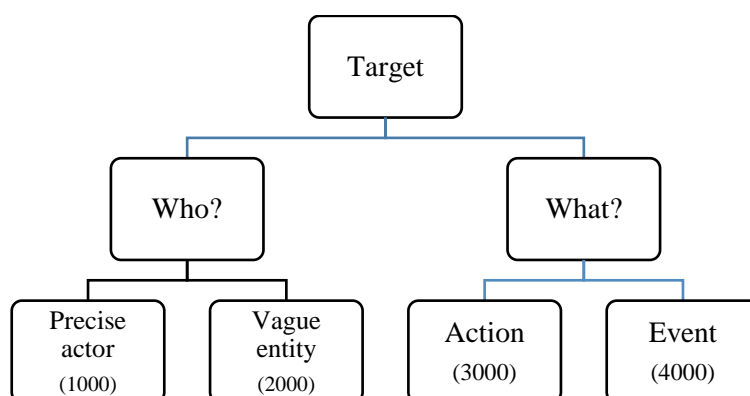 Target
Who?
What?
Precise
actor
(1000)
Vague
entity
(2000)
Action
(3000)
Event
(4000)